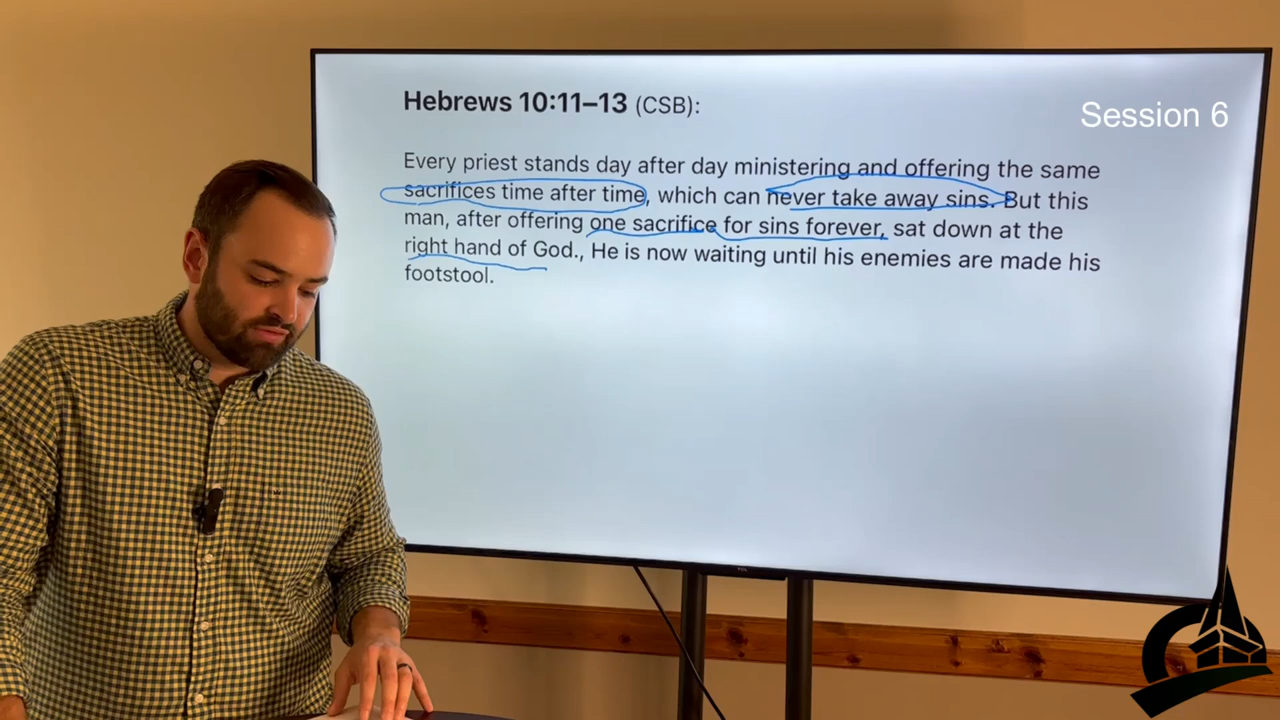 Hebrews 10:11–13 (CSB):
Session 6
Every priest stands day after day ministering and offering the same
sacrifices time after time, which can never take away sins. But this
man, after offering one sacrifice for sins forever, sat down at the
right hand of God., He is now waiting until his enemies are made his
footstool.